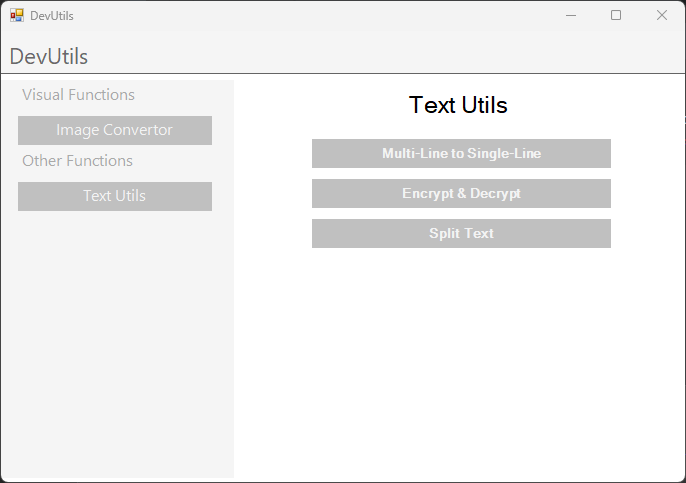 DevUtils
DevUtils
Visual Functions
Image Convertor
Other Functions
Text Utils
Text Utils
Multi-Line to Single-Line
Encrypt & Decrypt
Split Text